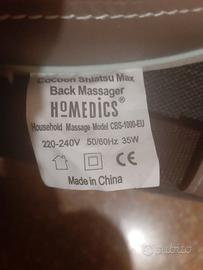 Cocoon Shiatsu Max
Back Massager
HOMEDICS®
Household Massage Model CBS-1000-EU
220-240V 50/60Hz 35W
CE
Made in China
subito